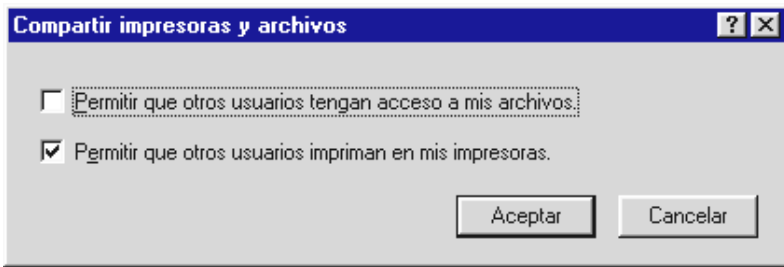 Compartir impresoras y archivos
Permitir que otros usuarios tengan acceso a mis archivos.
Permitir que otros usuarios impriman en mis impresoras.
Aceptar Cancelar